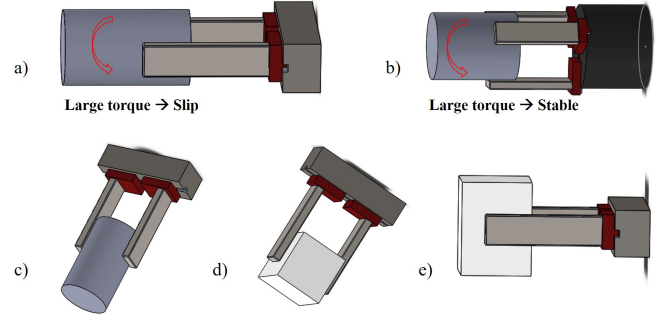 a)
b)
Large torque → Slip
Large torque → Stable
c)
d)
e)